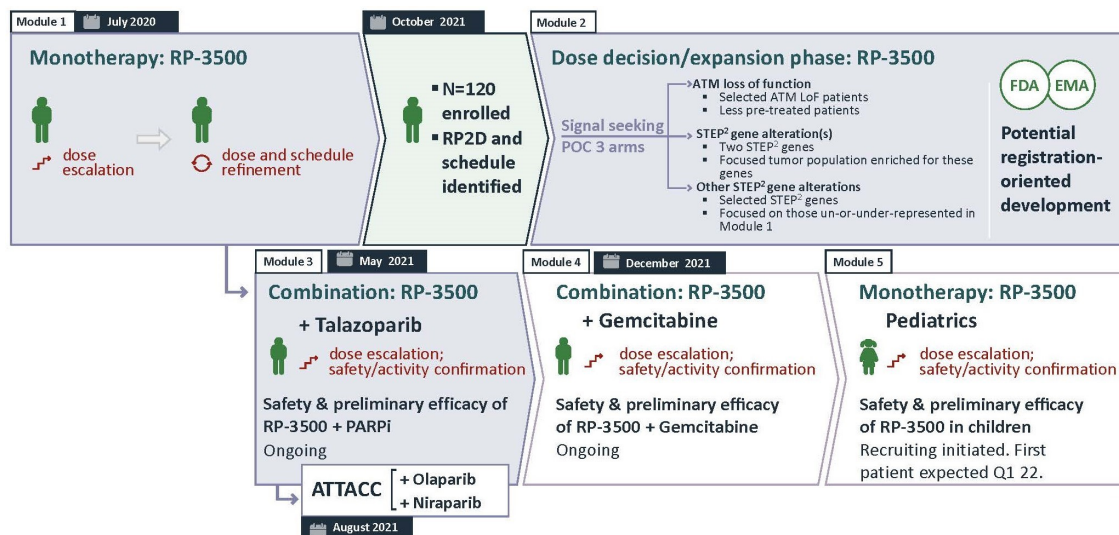 Module 1
July 2020
Monotherapy: RP-3500
dose
escalation
dose and schedule
refinement
October 2021
▪ N=120
enrolled
▪ RP2D and
schedule
identified
Module 2
Dose decision/expansion phase: RP-3500
Signal seeking
POC 3 arms
ATM loss of function
▪ Selected ATM LoF patients
▪ Less pre-treated patients
STEP² gene alteration(s)
▪ Two STEP² genes
▪ Focused tumor population enriched for these
genes
Other STEP² gene alterations
▪ Selected STEP² genes
▪ Focused on those un-or-under-represented in
Module 1
FDA
EMA
Potential
registration-
oriented
development
Module 3
May 2021
Combination: RP-3500
+ Talazoparib
dose escalation;
safety/activity confirmation
Safety & preliminary efficacy of
RP-3500 + PARPi
Ongoing
ATTACC
+ Olaparib
+ Niraparib
August 2021
Module 4
December 2021
Combination: RP-3500
+ Gemcitabine
dose escalation;
safety/activity confirmation
Safety & preliminary efficacy
of RP-3500 + Gemcitabine
Ongoing
Module 5
Monotherapy: RP-3500
Pediatrics
dose escalation;
safety/activity confirmation
Safety & preliminary efficacy
of RP-3500 in children
Recruiting initiated. First
patient expected Q1 22.